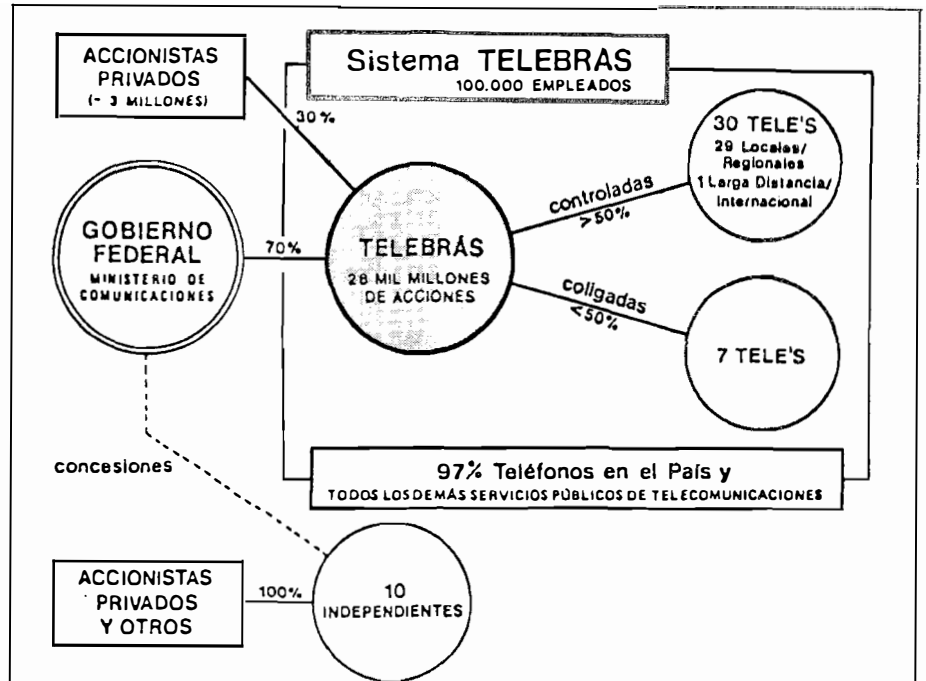 ACCIONISTAS
PRIVADOS
(~ 3 MILLONES)
Sistema TELEBRAS
100.000 EMPLEADOS
30%
30 TELE'S
29 Locales/
Regionales
1 Larga Distancia/
Internacional
controladas
>50%
GOBIERNO
FEDERAL
MINISTERIO DE
COMUNICACIONES
70%
TELEBRÁS
28 MIL MILLONES
DE ACCIONES
coligadas
<50%
7 TELE'S
concesiones
97% Teléfonos en el País y
TODOS LOS DEMÁS SERVICIOS PÚBLICOS DE TELECOMUNICACIONES
ACCIONISTAS
PRIVADOS
Y OTROS
100%
10
INDEPENDIENTES